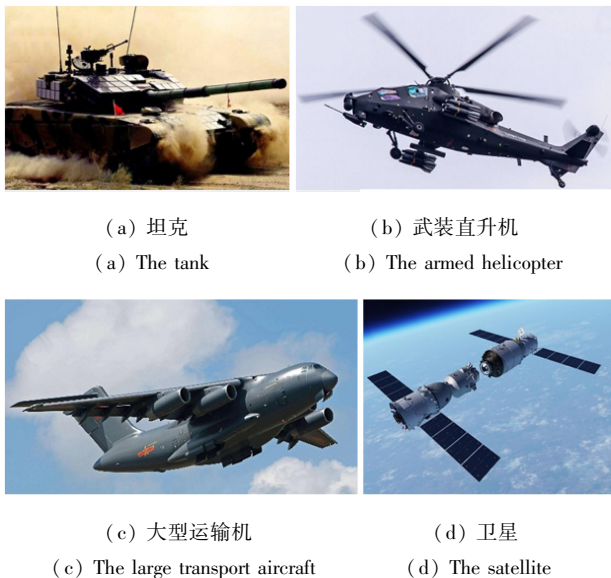 (a) 坦克
(b) 武装直升机
(a) The tank
(b) The armed helicopter
(c) 大型运输机
(d) 卫星
(c) The large transport aircraft
(d) The satellite